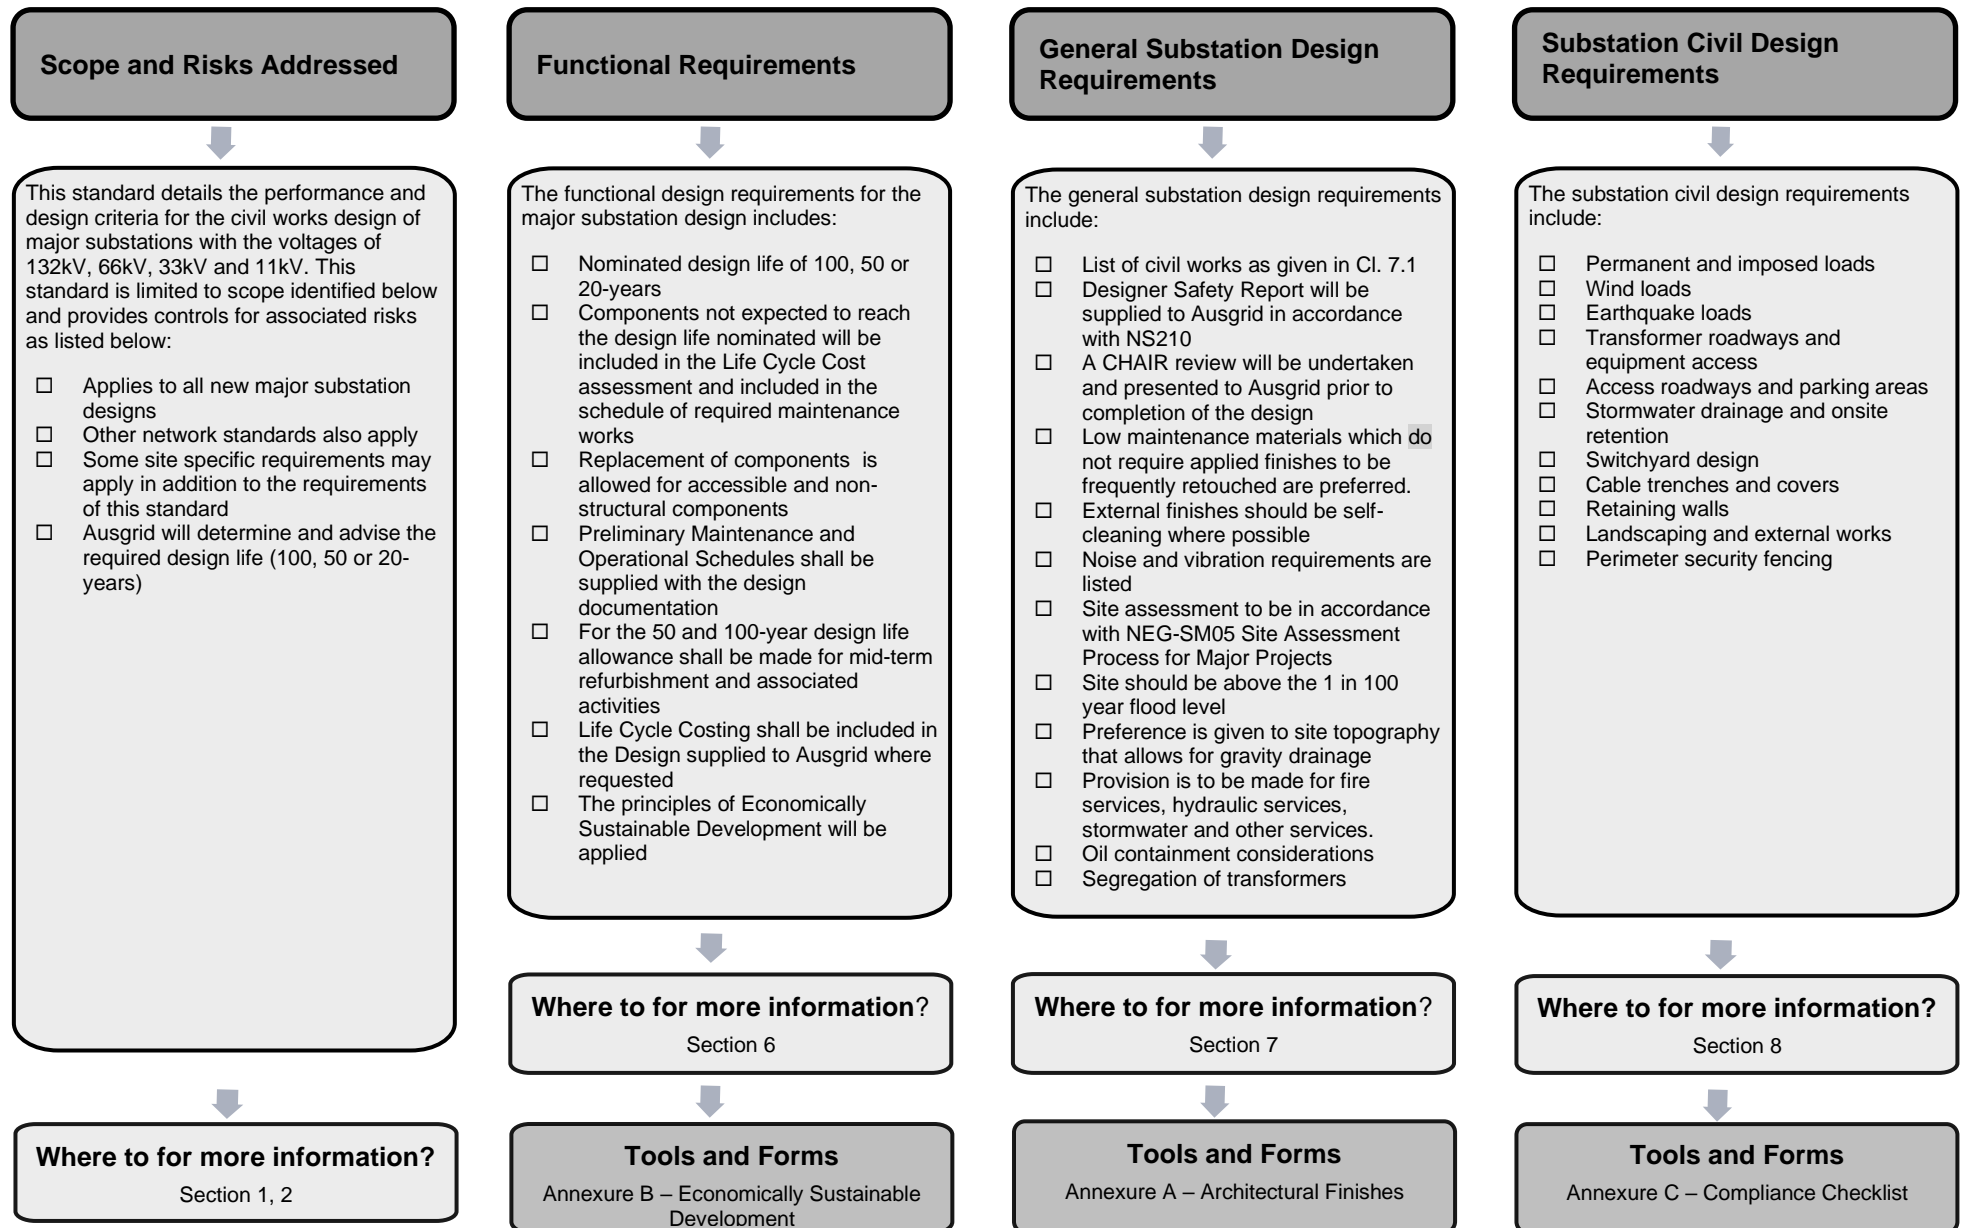 Scope and Risks Addressed
This standard details the performance and
design criteria for the civil works design of
major substations with the voltages of
132kV, 66kV, 33kV and 11kV. This
standard is limited to scope identified below
and provides controls for associated risks
as listed below:
☐ Applies to all new major substation
designs
☐ Other network standards also apply
☐ Some site specific requirements may
apply in addition to the requirements
of this standard
☐ Ausgrid will determine and advise the
required design life (100, 50 or 20-
years)
Where to for more information?
Section 1, 2
Functional Requirements
The functional design requirements for the
major substation design includes:
☐ Nominated design life of 100, 50 or
20-years
☐ Components not expected to reach
the design life nominated will be
included in the Life Cycle Cost
assessment and included in the
schedule of required maintenance
works
☐ Replacement of components is
allowed for accessible and non-
structural components
☐ Preliminary Maintenance and
Operational Schedules shall be
supplied with the design
documentation
☐ For the 50 and 100-year design life
allowance shall be made for mid-term
refurbishment and associated
activities
☐ Life Cycle Costing shall be included in
the Design supplied to Ausgrid where
requested
☐ The principles of Economically
Sustainable Development will be
applied
Where to for more information?
Section 6
Tools and Forms
Annexure B – Economically Sustainable
Development
General Substation Design
Requirements
The general substation design requirements
include:
☐ List of civil works as given in Cl. 7.1
☐ Designer Safety Report will be
supplied to Ausgrid in accordance
with NS210
☐ A CHAIR review will be undertaken
and presented to Ausgrid prior to
completion of the design
☐ Low maintenance materials which do
not require applied finishes to be
frequently retouched are preferred.
☐ External finishes should be self-
cleaning where possible
☐ Noise and vibration requirements are
listed
☐ Site assessment to be in accordance
with NEG-SM05 Site Assessment
Process for Major Projects
☐ Site should be above the 1 in 100
year flood level
☐ Preference is given to site topography
that allows for gravity drainage
☐ Provision is to be made for fire
services, hydraulic services,
stormwater and other services.
☐ Oil containment considerations
☐ Segregation of transformers
Where to for more information?
Section 7
Tools and Forms
Annexure A – Architectural Finishes
Substation Civil Design
Requirements
The substation civil design requirements
include:
☐ Permanent and imposed loads
☐ Wind loads
☐ Earthquake loads
☐ Transformer roadways and
equipment access
☐ Access roadways and parking areas
☐ Stormwater drainage and onsite
retention
☐ Switchyard design
☐ Cable trenches and covers
☐ Retaining walls
☐ Landscaping and external works
☐ Perimeter security fencing
Where to for more information?
Section 8
Tools and Forms
Annexure C – Compliance Checklist